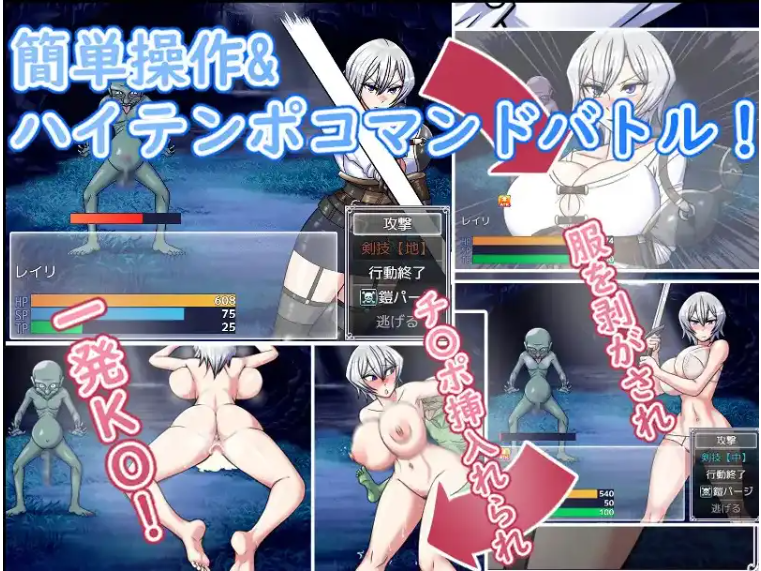 簡単操作&
ハイテンポコマンドバトル！
レイリ
HP 608
SP 75
TP 25
攻撃
剣技【地】
行動終了
鎧パージ
逃げる
レイリ
服を剥がされ
攻撃
剣技【中】
行動終了
鎧パージ
逃げる
540
50
100
チ〇ポ挿入れられ
一発KO！